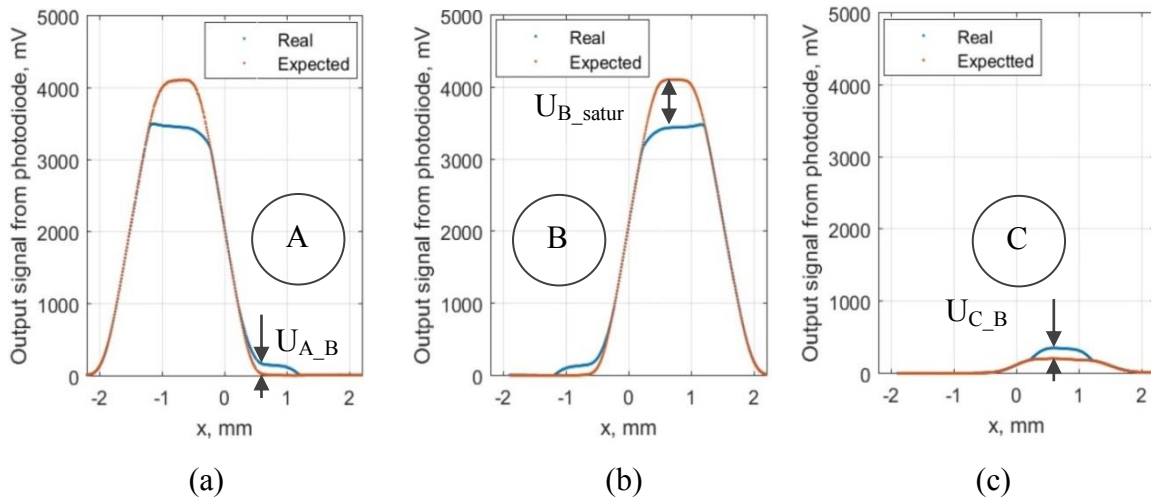 Output signal from photodiode, mV
5000
4000
3000
2000
1000
0
Real
Expected
A
U_A_B
-2 -1 0 1 2
x, mm
(a)
Output signal from photodiode, mV
5000
4000
3000
2000
1000
0
Real
Expected
U_B_satur
B
-2 -1 0 1 2
x, mm
(b)
Output signal from photodiode, mV
5000
4000
3000
2000
1000
0
Real
Expectted
C
U_C_B
-2 -1 0 1 2
x, mm
(c)